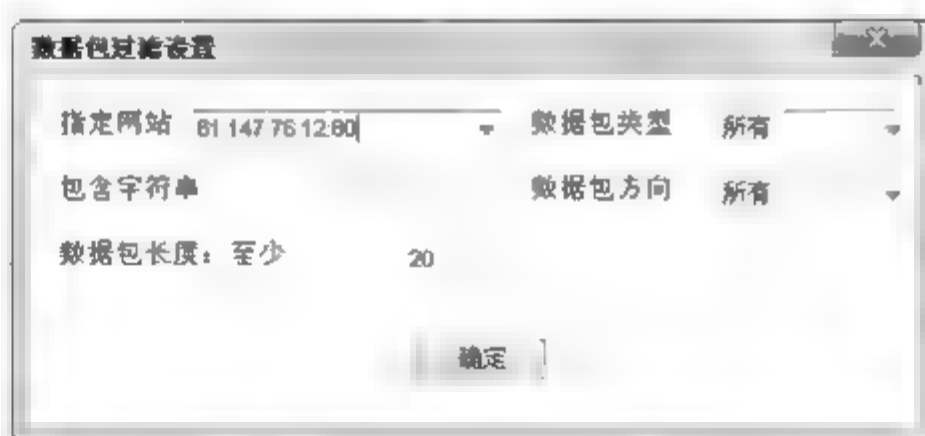 数据包过滤设置
指定网站 61 147 76 12:80 数据包类型 所有
包含字符串 数据包方向 所有
数据包长度：至少 20
确定